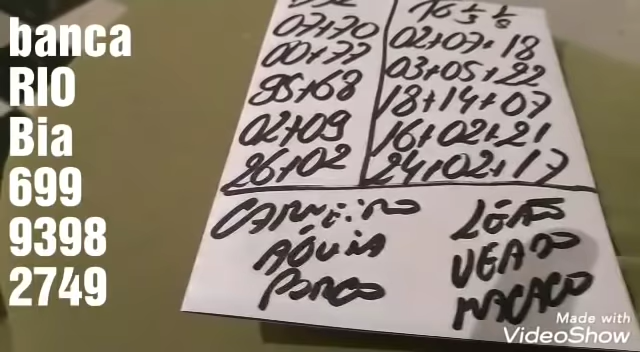 banca
RIO
Bia
699
9398
2749
07+70
00+77
95+68
02+09
26+02
02+07+18
03+05+22
18+14+07
16+02+21
24+02+17
CARNEIRO
ÁGUIA
PORCO
LEÃO
VEADO
MACACO
Made with
VideoShow